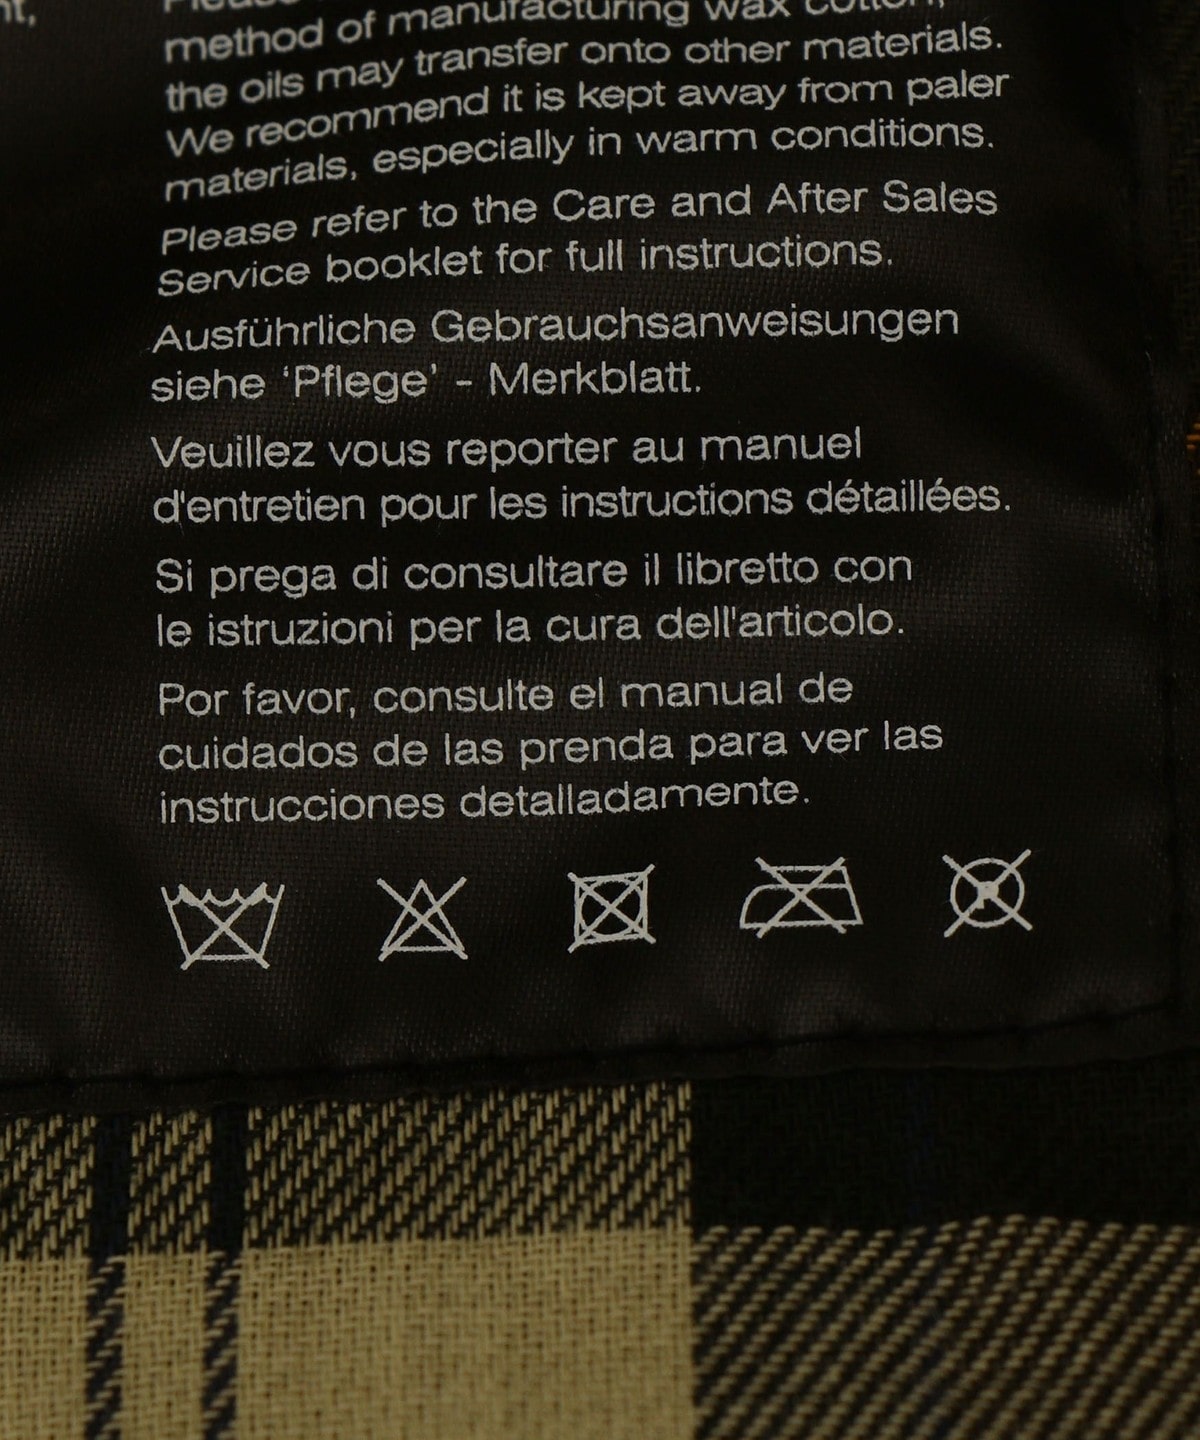 nt,
Please
method of manufacturing wax cotton,
the oils may transfer onto other materials.
We recommend it is kept away from paler
materials, especially in warm conditions.
Please refer to the Care and After Sales
Service booklet for full instructions.
Ausführliche Gebrauchsanweisungen
siehe ‘Pflege’ - Merkblatt.
Veuillez vous reporter au manuel
d'entretien pour les instructions détaillées.
Si prega di consultare il libretto con
le istruzioni per la cura dell'articolo.
Por favor, consulte el manual de
cuidados de las prenda para ver las
instrucciones detalladamente.